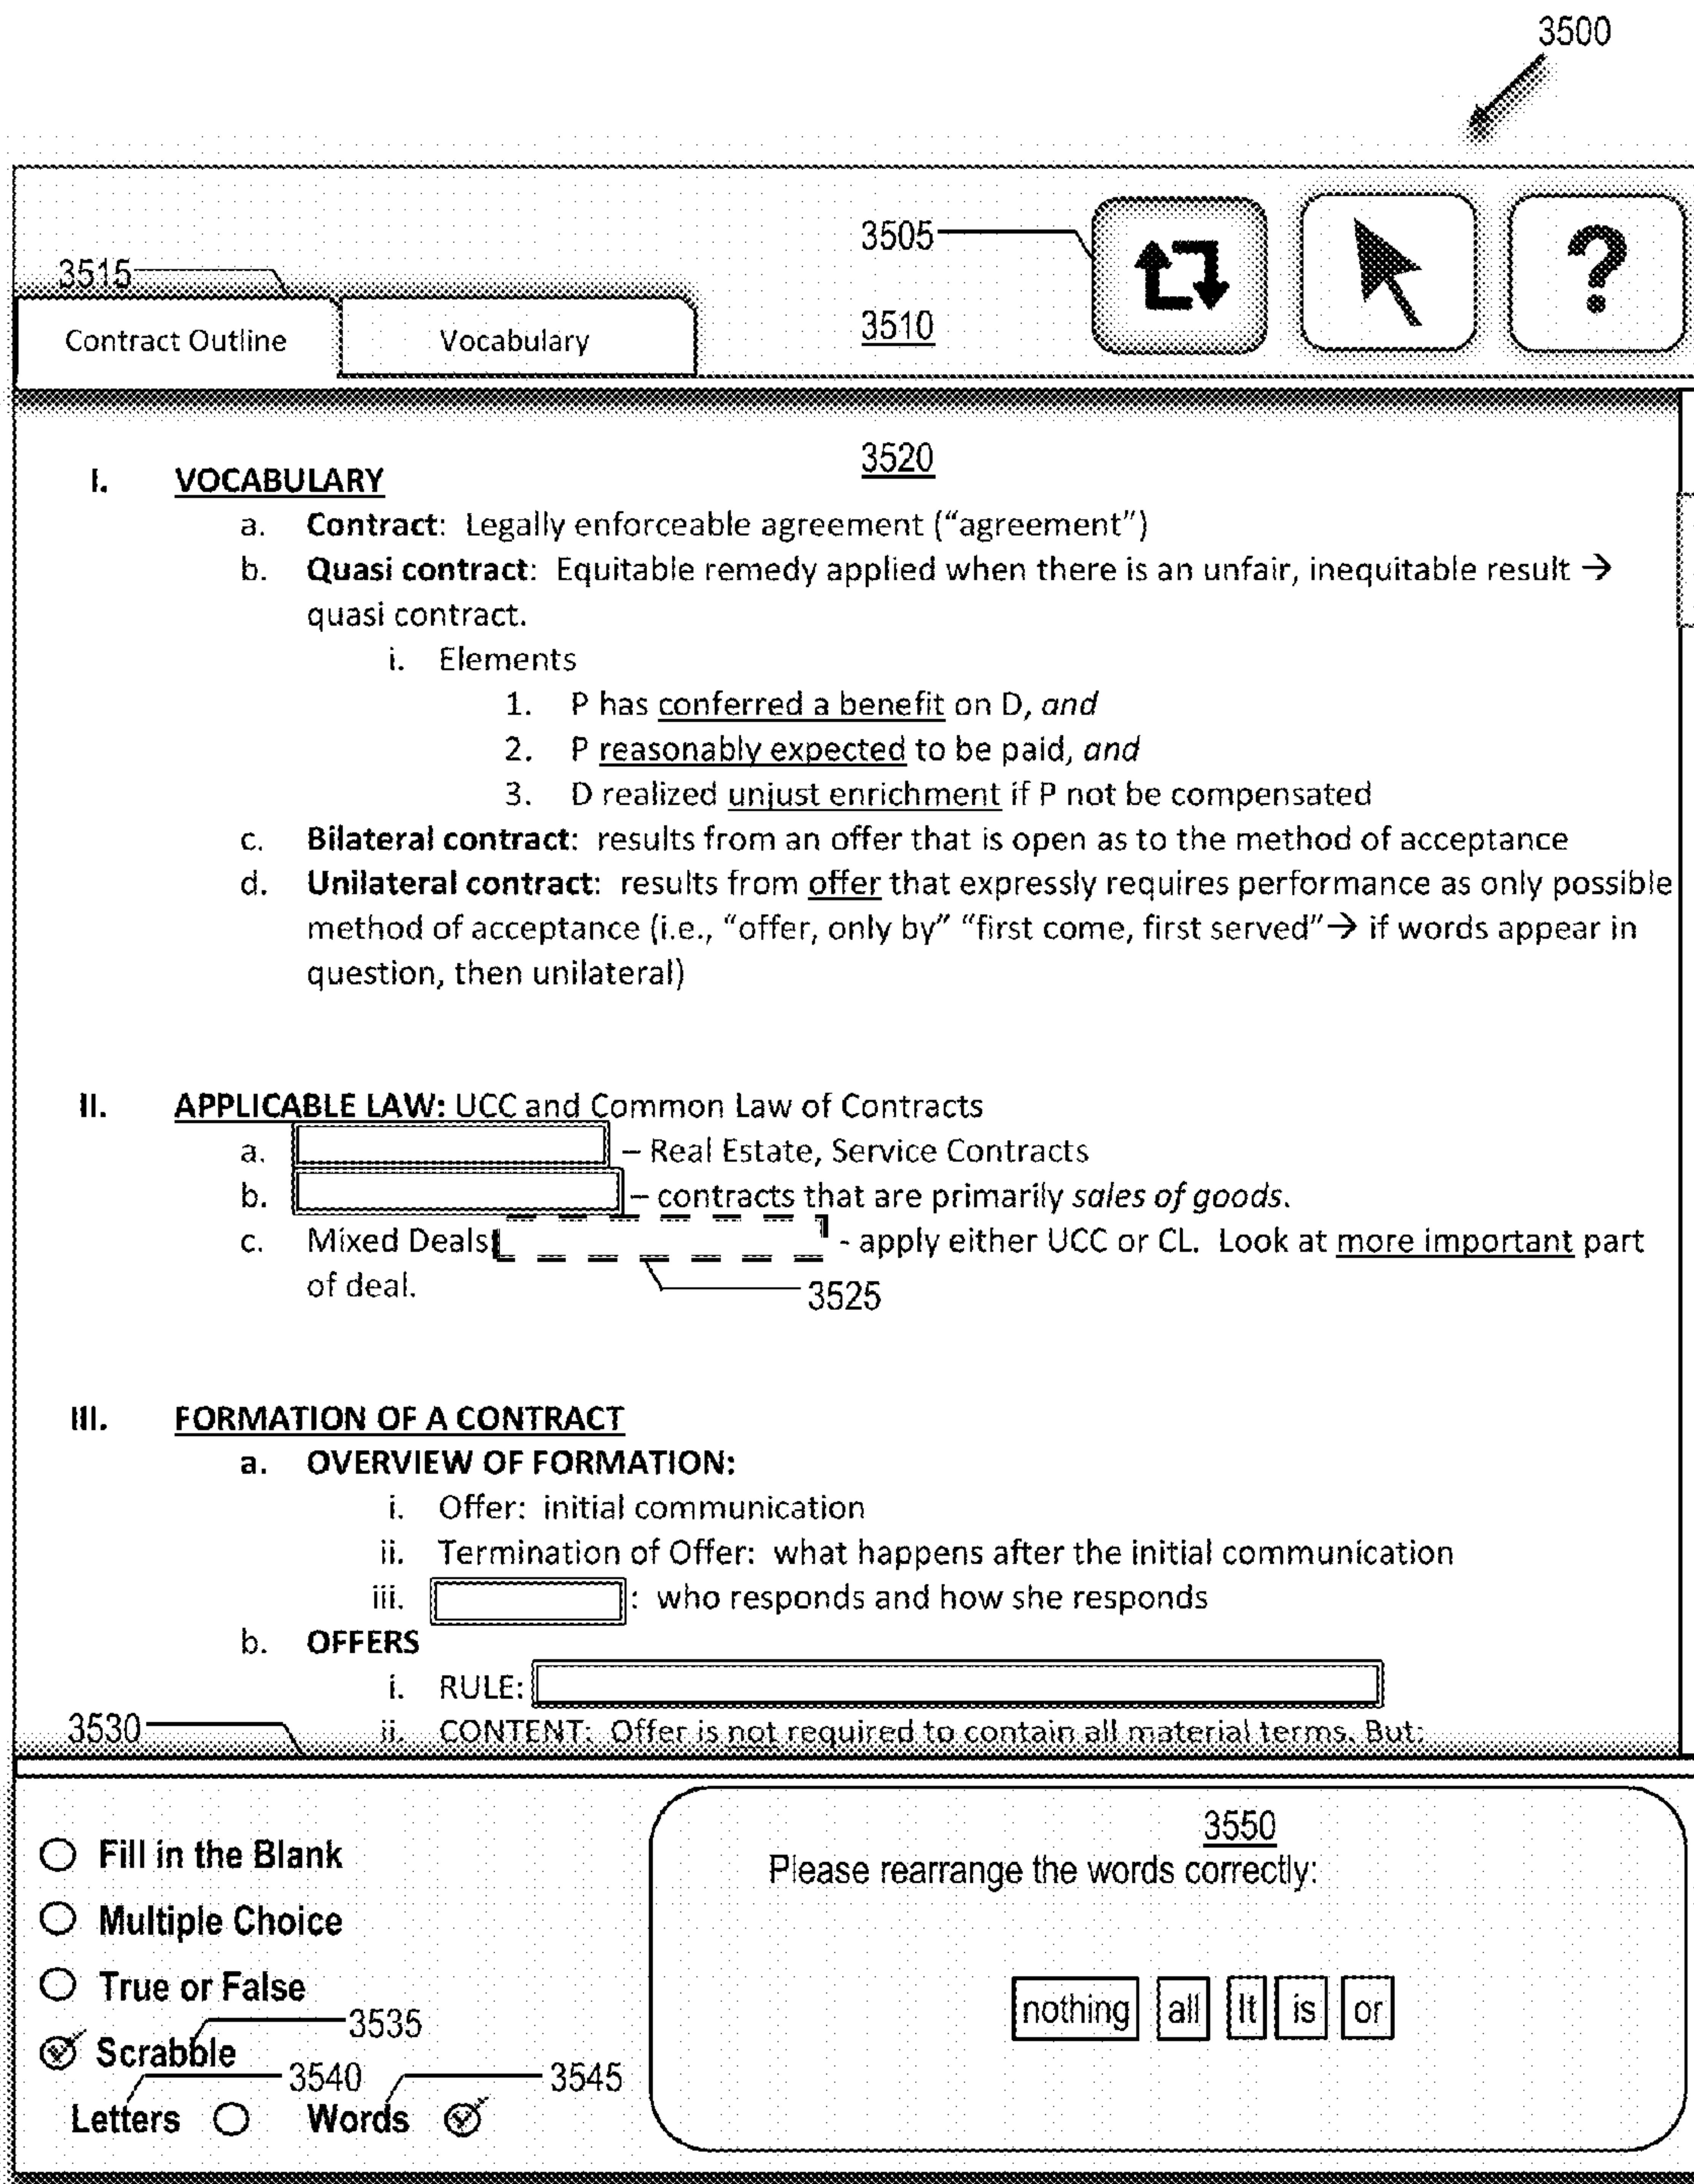 3500
3505
3515
?
Contract Outline
Vocabulary
3510
3520
I. VOCABULARY
a. Contract: Legally enforceable agreement (“agreement”)
b. Quasi contract: Equitable remedy applied when there is an unfair, inequitable result →
quasi contract.
i. Elements
1. P has conferred a benefit on D, and
2. P reasonably expected to be paid, and
3. D realized unjust enrichment if P not be compensated
c. Bilateral contract: results from an offer that is open as to the method of acceptance
d. Unilateral contract: results from offer that expressly requires performance as only possible
method of acceptance (i.e., “offer, only by” “first come, first served”→ if words appear in
question, then unilateral)
II. APPLICABLE LAW: UCC and Common Law of Contracts
a. – Real Estate, Service Contracts
b. – contracts that are primarily sales of goods.
c. Mixed Deals - apply either UCC or CL. Look at more important part
of deal.
3525
III. FORMATION OF A CONTRACT
a. OVERVIEW OF FORMATION:
i. Offer: initial communication
ii. Termination of Offer: what happens after the initial communication
iii. : who responds and how she responds
b. OFFERS
i. RULE:
3530
ii. CONTENT: Offer is not required to contain all material terms. But:
Fill in the Blank
Multiple Choice
True or False
3535
Scrabble
3540
3545
Letters
Words
3550
Please rearrange the words correctly:
nothing all It is or